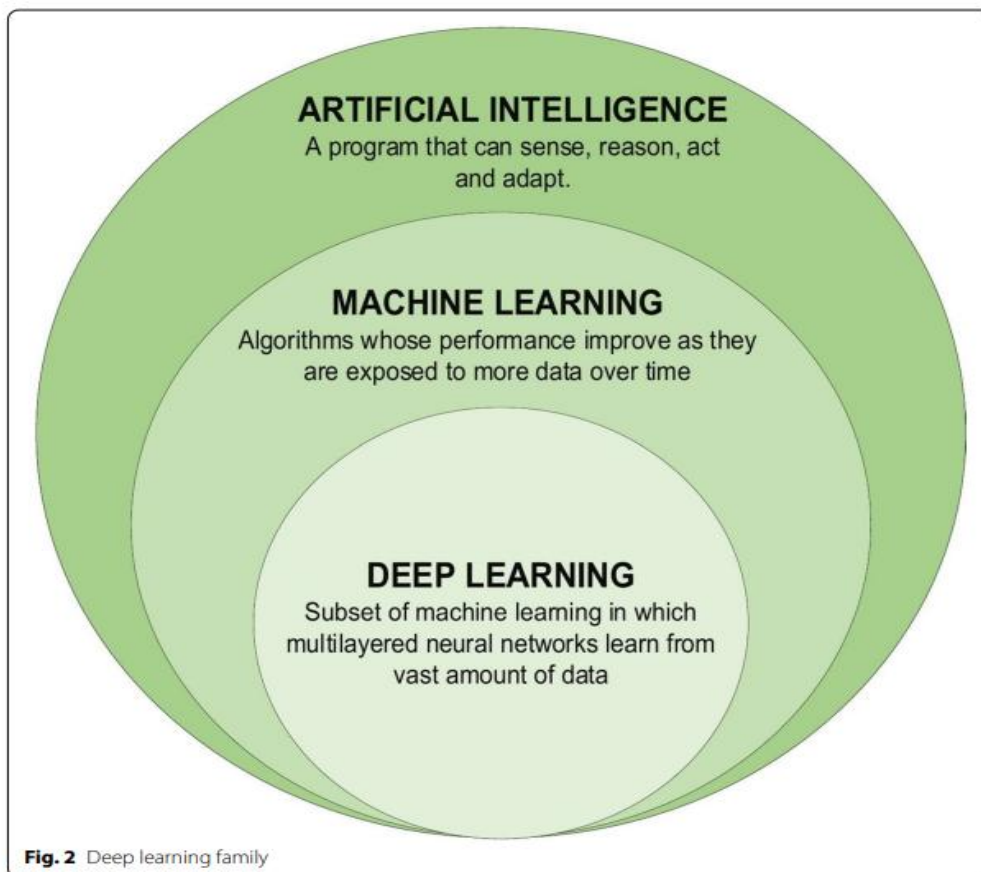 ARTIFICIAL INTELLIGENCE
A program that can sense, reason, act
and adapt.
MACHINE LEARNING
Algorithms whose performance improve as they
are exposed to more data over time
DEEP LEARNING
Subset of machine learning in which
multilayered neural networks learn from
vast amount of data
Fig. 2 Deep learning family